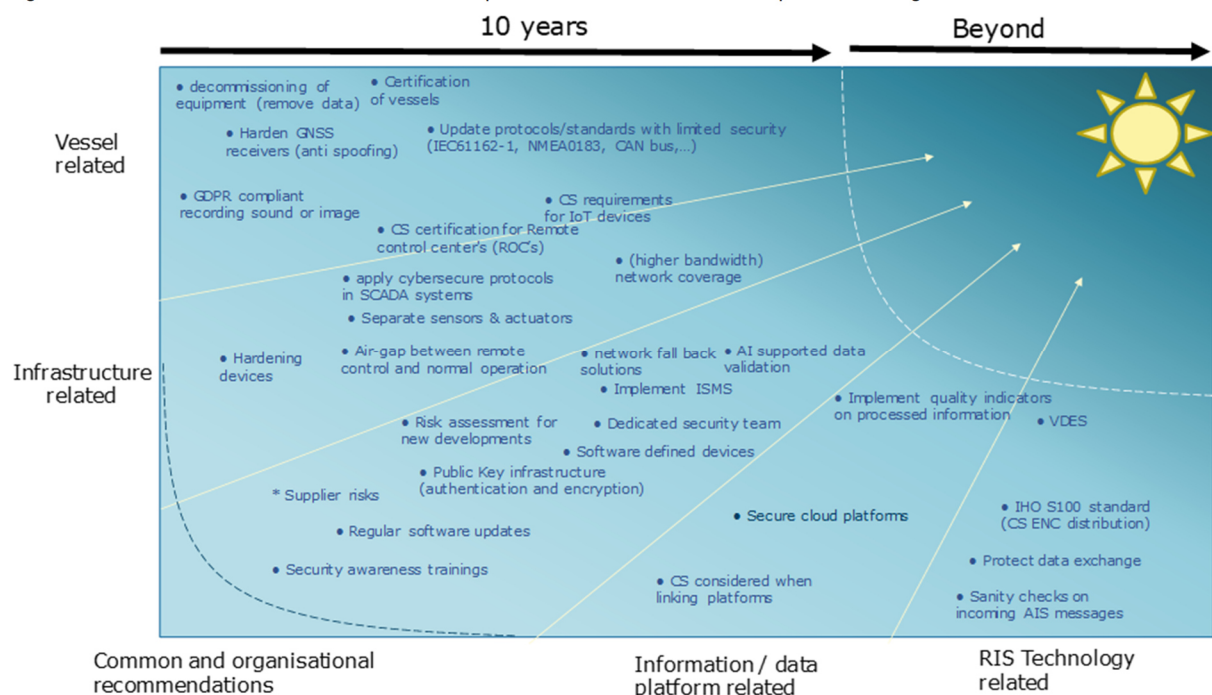 10 years
Beyond
• decommissioning of
equipment (remove data)
• Certification
of vessels
Vessel
related
• Harden GNSS
receivers (anti spoofing)
• Update protocols/standards with limited security
(IEC61162-1, NMEA0183, CAN bus,...)
• GDPR compliant
recording sound or image
• CS requirements
for IoT devices
• CS certification for Remote
control center's (ROC's)
• (higher bandwidth)
network coverage
• apply cybersecure protocols
in SCADA systems
• Separate sensors & actuators
Infrastructure
related
• Hardening
devices
• Air-gap between remote
control and normal operation
• network fall back
solutions
• AI supported data
validation
• Implement ISMS
• Implement quality indicators
on processed information
• VDES
• Risk assessment for
new developments
• Dedicated security team
• Software defined devices
• Public Key infrastructure
(authentication and encryption)
* Supplier risks
• Secure cloud platforms
• IHO S100 standard
(CS ENC distribution)
• Regular software updates
• Protect data exchange
• Security awareness trainings
• CS considered when
linking platforms
• Sanity checks on
incoming AIS messages
Common and organisational
recommendations
Information / data
platform related
RIS Technology
related